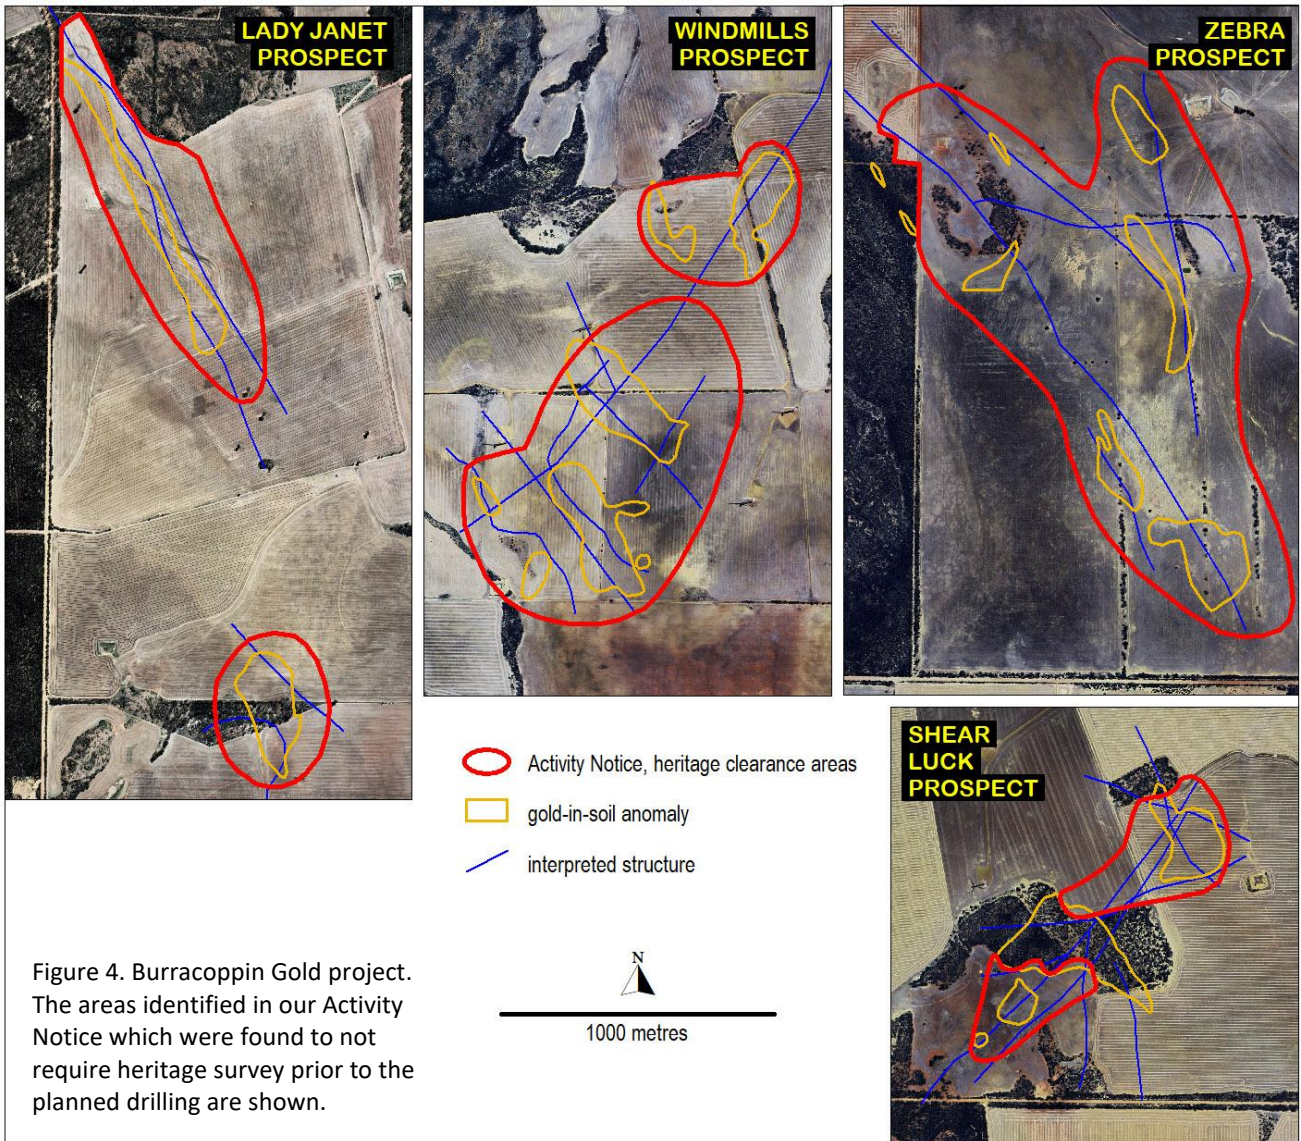 LADY JANET
PROSPECT
WINDMILLS
PROSPECT
ZEBRA
PROSPECT
SHEAR
LUCK
PROSPECT
Activity Notice, heritage clearance areas
gold-in-soil anomaly
interpreted structure
N
1000 metres
Figure 4. Burracoppin Gold project.
The areas identified in our Activity
Notice which were found to not
require heritage survey prior to the
planned drilling are shown.